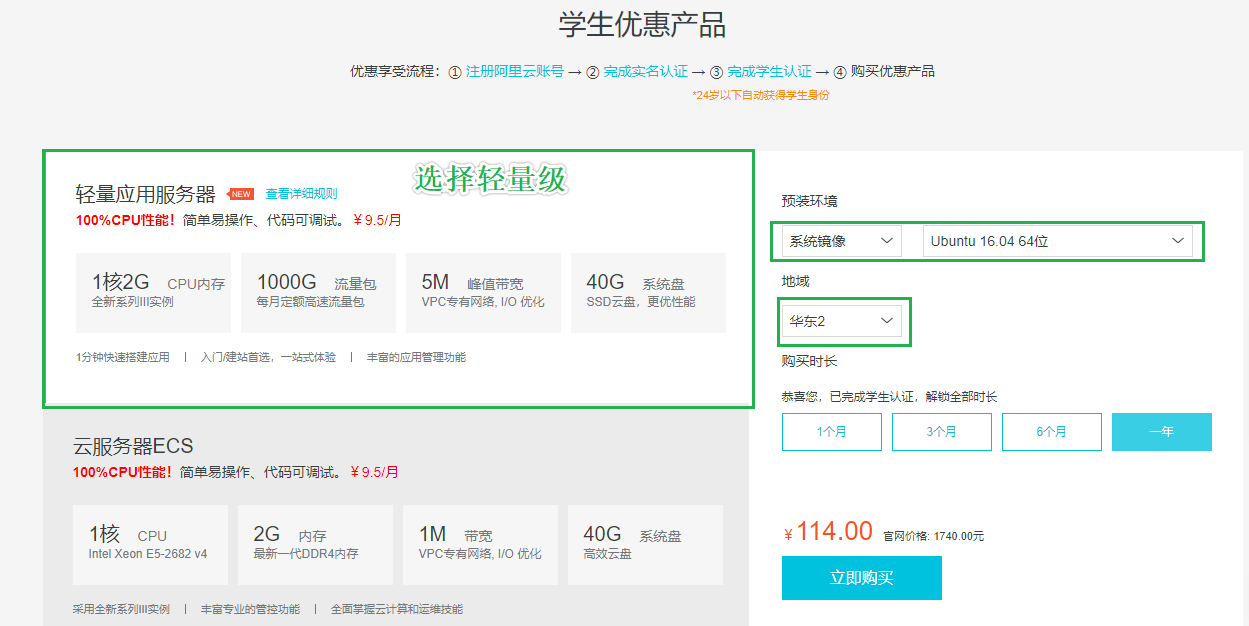 学生优惠产品
优惠享受流程：① 注册阿里云账号 → ② 完成实名认证 → ③ 完成学生认证 → ④ 购买优惠产品
*24岁以下自动获得学生身份
选择轻量级
轻量应用服务器 NEW 查看详细规则
100%CPU性能！简单易操作、代码可调试。￥9.5/月
1核2G CPU内存
全新系列III实例
1000G 流量包
每月定额高速流量包
5M 峰值带宽
VPC专有网络, I/O 优化
40G 系统盘
SSD云盘，更优性能
1分钟快速搭建应用 | 入门/建站首选，一站式体验 | 丰富的应用管理功能
云服务器ECS
100%CPU性能！简单易操作、代码可调试。￥9.5/月
1核 CPU
Intel Xeon E5-2682 v4
2G 内存
最新一代DDR4内存
1M 带宽
VPC专有网络, I/O 优化
40G 系统盘
高效云盘
采用全新系列III实例 | 丰富专业的管控功能 | 全面掌握云计算和运维技能
预装环境
系统镜像 Ubuntu 16.04 64位
地域
华东2
购买时长
恭喜您，已完成学生认证，解锁全部时长
1个月 3个月 6个月 一年
￥114.00 官网价格: 1740.00元
立即购买